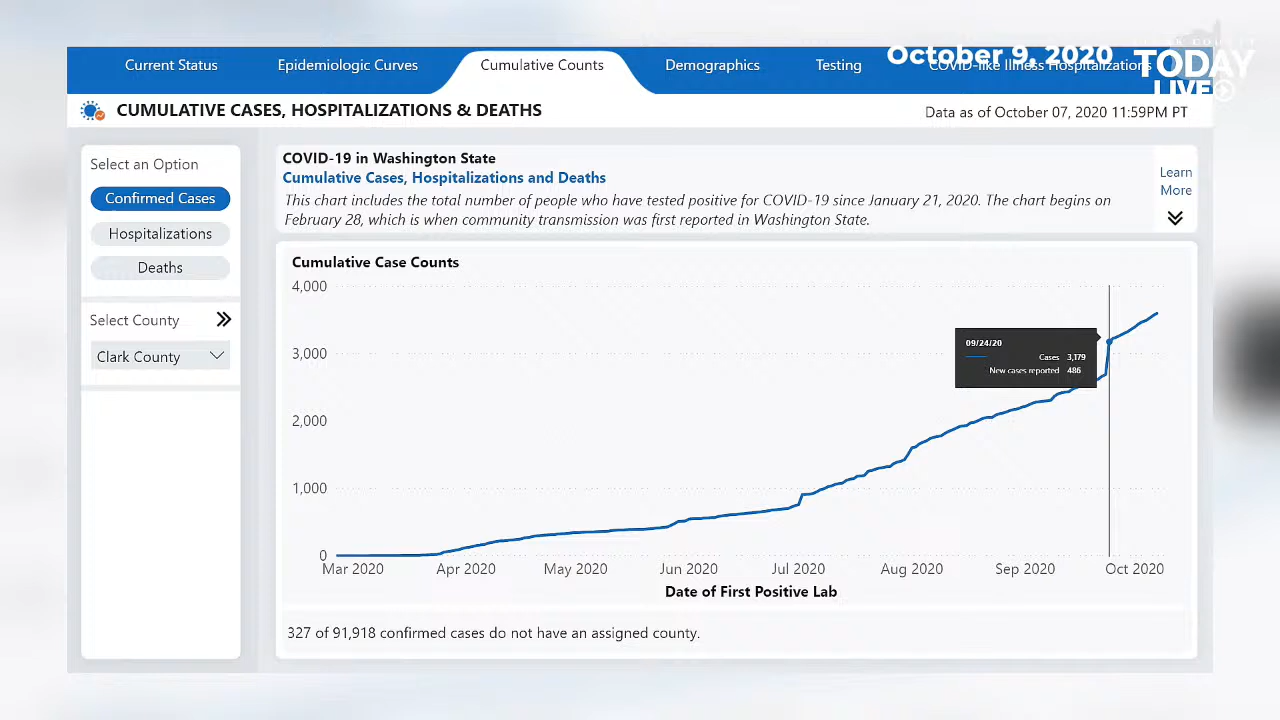 October 9, 2020
TODAY
LIVE
Current Status
Epidemiologic Curves
Cumulative Counts
Demographics
Testing
COVID-like Illness Hospitalizations
CUMULATIVE CASES, HOSPITALIZATIONS & DEATHS
Data as of October 07, 2020 11:59PM PT
Select an Option
Confirmed Cases
Hospitalizations
Deaths
Select County
Clark County
COVID-19 in Washington State
Cumulative Cases, Hospitalizations and Deaths
This chart includes the total number of people who have tested positive for COVID-19 since January 21, 2020. The chart begins on
February 28, which is when community transmission was first reported in Washington State.
Learn
More
Cumulative Case Counts
4,000
3,000
2,000
1,000
0
09/24/20
Cases 3,179
New cases reported 486
Mar 2020
Apr 2020
May 2020
Jun 2020
Jul 2020
Aug 2020
Sep 2020
Oct 2020
Date of First Positive Lab
327 of 91,918 confirmed cases do not have an assigned county.